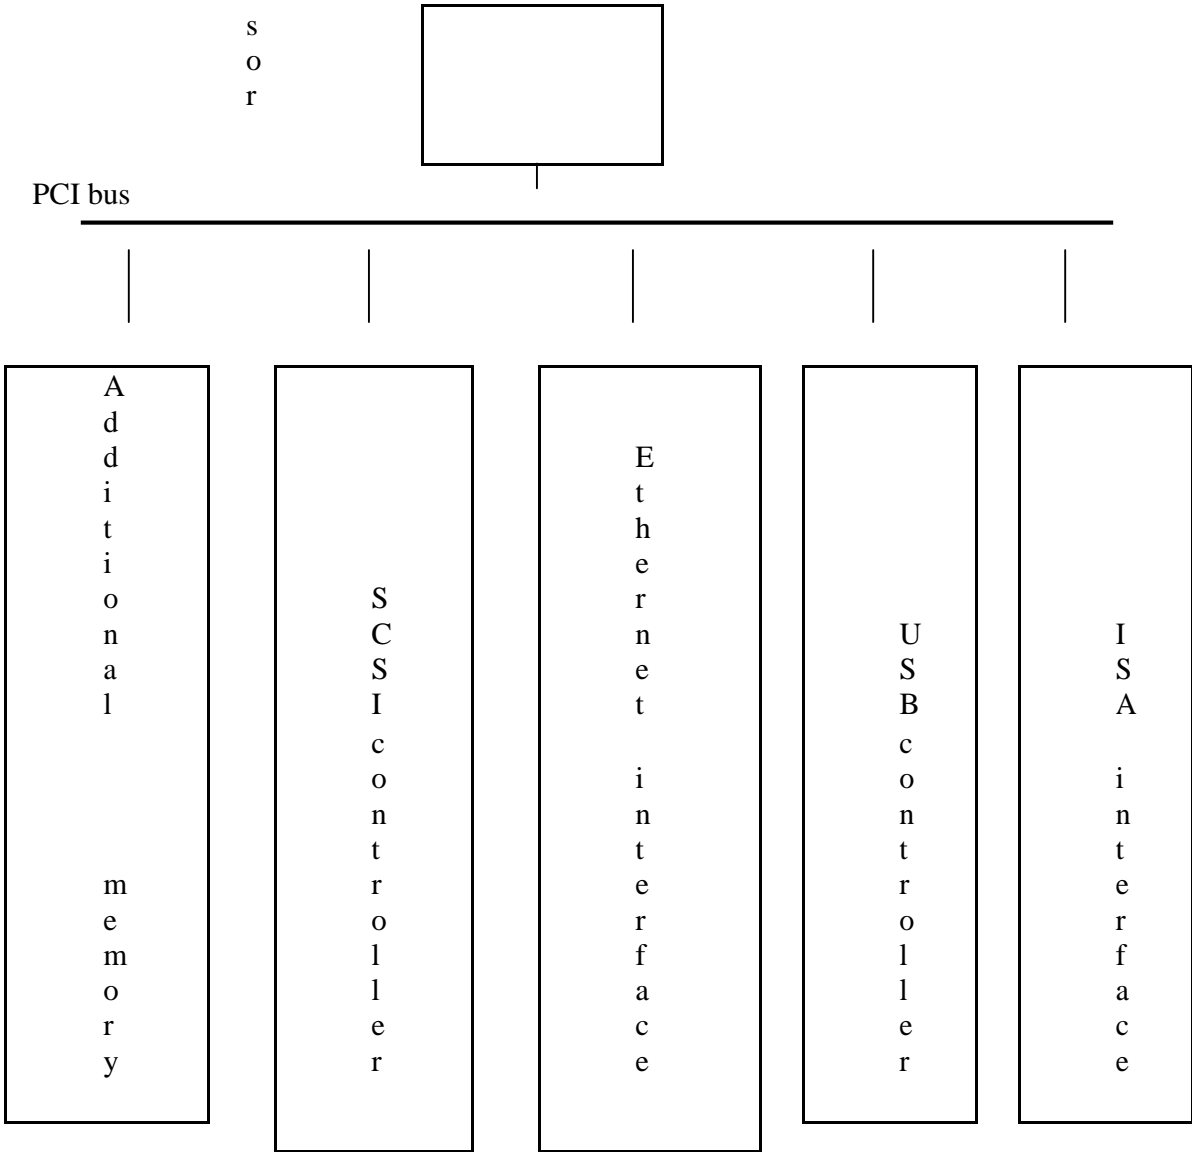 sor
PCI bus
Additional memory
SCSI controller
Ethernet interface
USB controller
ISA interface